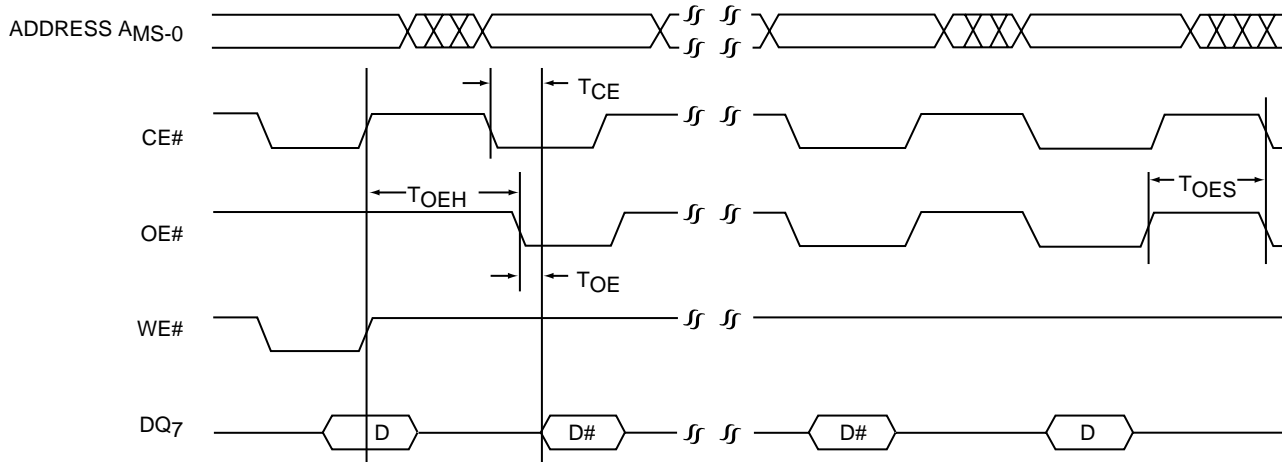 ADDRESS AMS-0
TCE
CE#
TOEH
TOES
OE#
TOE
WE#
DQ7
D
D#
D#
D